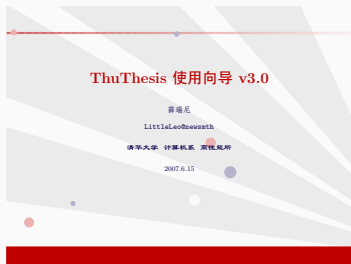 ThuThesis 使用向导 v3.0
薛瑞尼
LittleLeo@newsmth
清华大学 计算机系 高性能所
2007.6.15